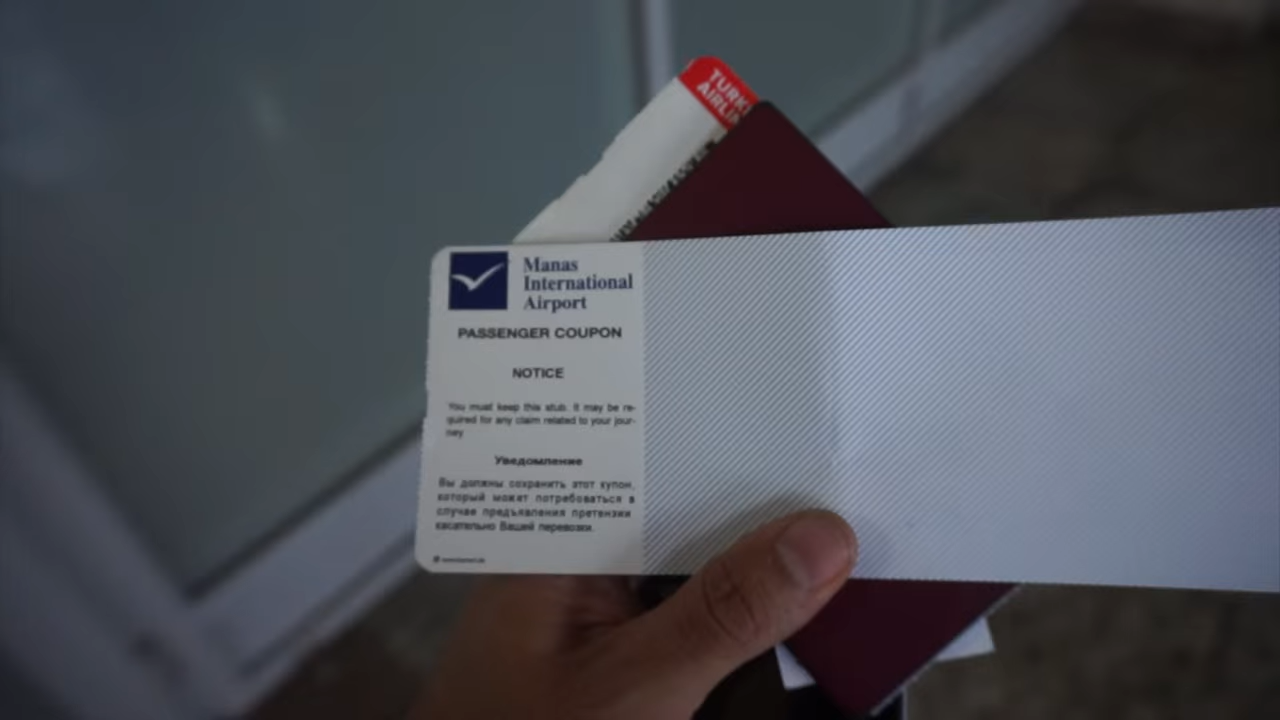 TURK
AIRLIN
Manas
International
Airport
PASSENGER COUPON
NOTICE
You must keep this stub. It may be re-
quired for any claim related to your jour-
ney
Уведомление
Вы должны сохранить этот купон,
который может потребоваться в
случае предъявления претензии
касательно Вашей перевозки.